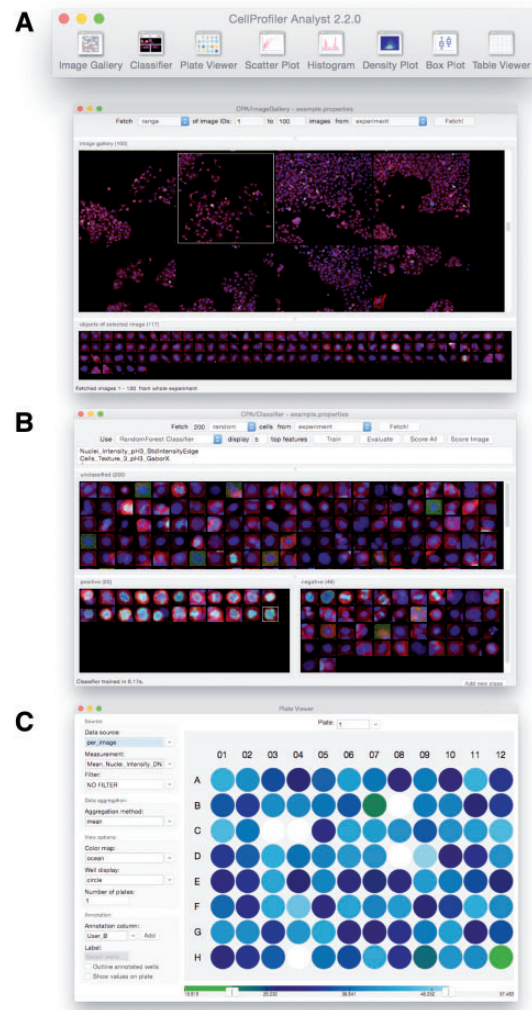 A
CellProfiler Analyst 2.2.0
Image Gallery Classifier Plate Viewer Scatter Plot Histogram Density Plot Box Plot Table Viewer
CPA/ImageGallery - example.properties
Fetch range of image IDs: 1 to 100 images from experiment Fetch!
image gallery (100)
objects of selected image (117)
Fetched images 1 - 100 from whole experiment
B
CPA/Classifier - example.properties
Fetch 200 random cells from experiment Fetch!
Use RandomForest Classifier display 5 top features Train Evaluate Score All Score Image
Nuclei_Intensity_pH3_StdIntensityEdge
Cells_Texture_3_pH3_GaborX
unclassified (200)
Classifier trained in 0.17s.
Add new class
C
Plate Viewer
Source
Data source:
per_image
Measurement:
Mean_Nuclei_Intensity_DN
Filter:
NO FILTER
Data aggregation
Aggregation method:
mean
View options
Color map:
ocean
Well display:
circle
Number of plates:
1
Annotation
Annotation column:
User_B Add
Label:
Select wells
Outline annotated wells
Show values on plate
Plate: 1
01 02 03 04 05 06 07 08 09 10 11 12
A
B
C
D
E
F
G
H